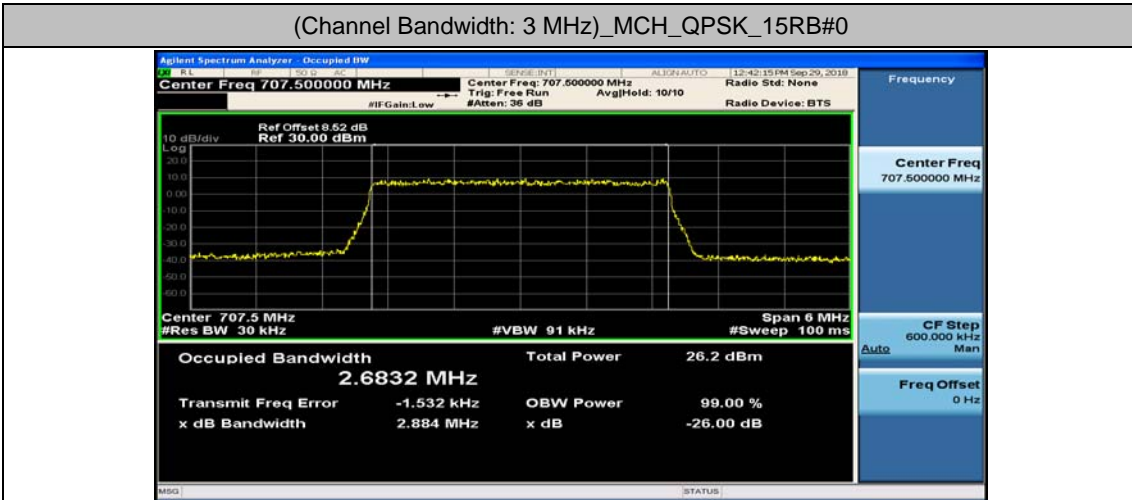 (Channel Bandwidth: 3 MHz)_MCH_QPSK_15RB#0
Agilent Spectrum Analyzer - Occupied BW
RL RF 50 Ω AC SENSE:INT ALIGN AUTO 12:42:15 PM Sep 29, 2018
Center Freq 707.500000 MHz Center Freq: 707.500000 MHz Radio Std: None
Trig: Free Run Avg|Hold: 10/10
#IFGain:Low #Atten: 36 dB Radio Device: BTS
Frequency
Ref Offset 8.52 dB
10 dB/div Ref 30.00 dBm
Log
20.0
10.0
0.00
-10.0
-20.0
-30.0
-40.0
-50.0
-60.0
Center Freq
707.500000 MHz
Center 707.5 MHz Span 6 MHz
#Res BW 30 kHz #VBW 91 kHz #Sweep 100 ms
CF Step
600.000 kHz
Auto Man
Occupied Bandwidth Total Power 26.2 dBm
2.6832 MHz
Freq Offset
0 Hz
Transmit Freq Error -1.532 kHz OBW Power 99.00 %
x dB Bandwidth 2.884 MHz x dB -26.00 dB
MSG STATUS